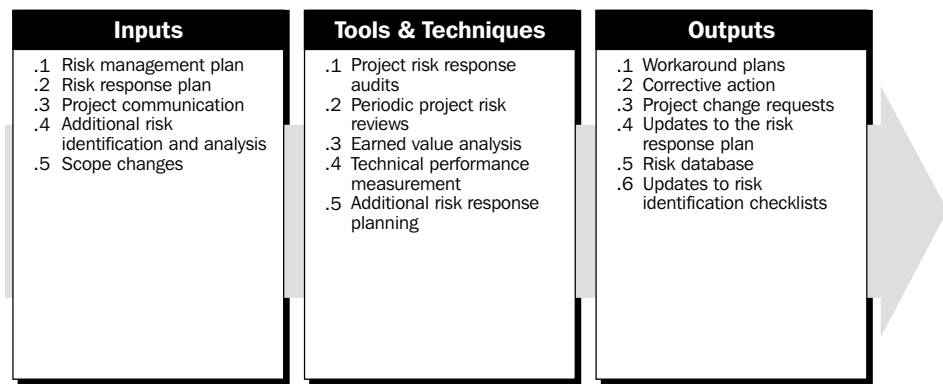 Inputs
.1 Risk management plan
.2 Risk response plan
.3 Project communication
.4 Additional risk
identification and analysis
.5 Scope changes
Tools & Techniques
.1 Project risk response
audits
.2 Periodic project risk
reviews
.3 Earned value analysis
.4 Technical performance
measurement
.5 Additional risk response
planning
Outputs
.1 Workaround plans
.2 Corrective action
.3 Project change requests
.4 Updates to the risk
response plan
.5 Risk database
.6 Updates to risk
identification checklists